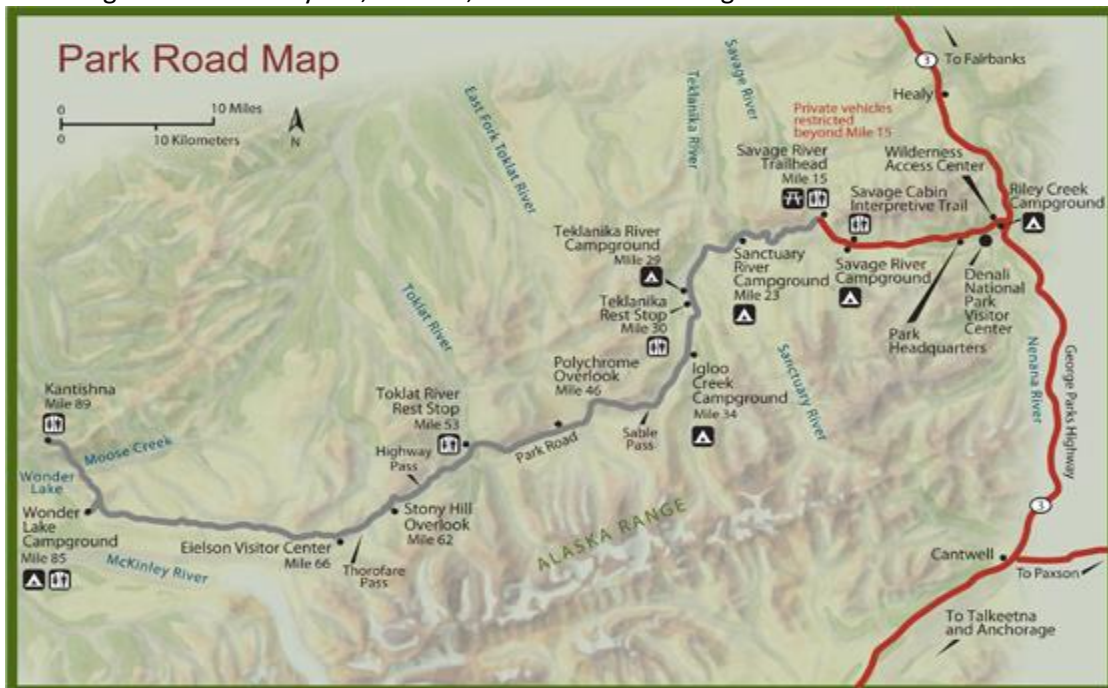 Park Road Map
0
10 Miles
0
10 Kilometers
N
East Fork Toklat River
Teklanika River
Savage River
3
To Fairbanks
Healy
Private vehicles
restricted
beyond Mile 15
Savage River
Trailhead
Mile 15
Wilderness
Access Center
Savage Cabin
Interpretive Trail
Riley Creek
Campground
Teklanika River
Campground
Mile 29
Sanctuary
River
Campground
Mile 23
Savage River
Campground
Denali
National
Park
Visitor
Center
Park
Headquarters
Teklanika
Rest Stop
Mile 30
Toklat River
Sanctuary River
Nenana River
George Parks Highway
Polychrome
Overlook
Mile 46
Igloo
Creek
Campground
Mile 34
Kantishna
Mile 89
Toklat River
Rest Stop
Mile 53
Sable
Pass
Park Road
Highway
Pass
Moose Creek
Wonder
Lake
Wonder
Lake
Campground
Mile 85
Stony Hill
Overlook
Mile 62
Eielson Visitor Center
Mile 66
Thorofare
Pass
McKinley River
ALASKA RANGE
3
Cantwell
To Paxson
To Talkeetna
and Anchorage